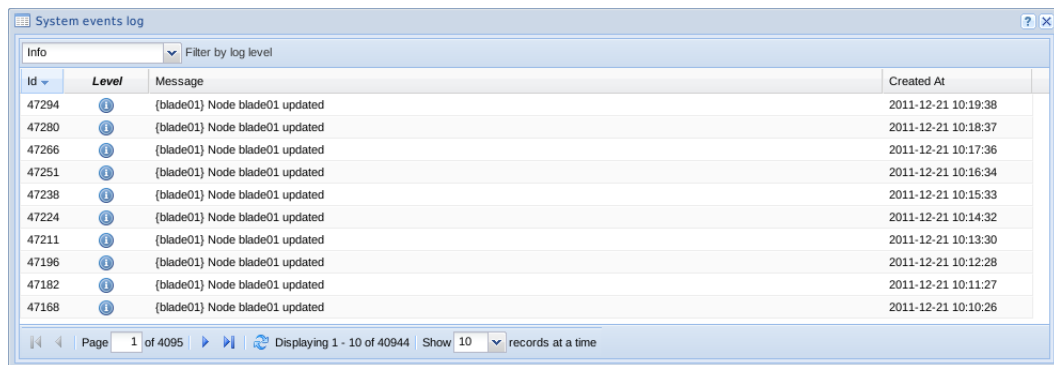 System events log
Info Filter by log level
Id Level Message Created At
47294 {blade01} Node blade01 updated 2011-12-21 10:19:38
47280 {blade01} Node blade01 updated 2011-12-21 10:18:37
47266 {blade01} Node blade01 updated 2011-12-21 10:17:36
47251 {blade01} Node blade01 updated 2011-12-21 10:16:34
47238 {blade01} Node blade01 updated 2011-12-21 10:15:33
47224 {blade01} Node blade01 updated 2011-12-21 10:14:32
47211 {blade01} Node blade01 updated 2011-12-21 10:13:30
47196 {blade01} Node blade01 updated 2011-12-21 10:12:28
47182 {blade01} Node blade01 updated 2011-12-21 10:11:27
47168 {blade01} Node blade01 updated 2011-12-21 10:10:26
Page 1 of 4095 Displaying 1 - 10 of 40944 Show 10 records at a time